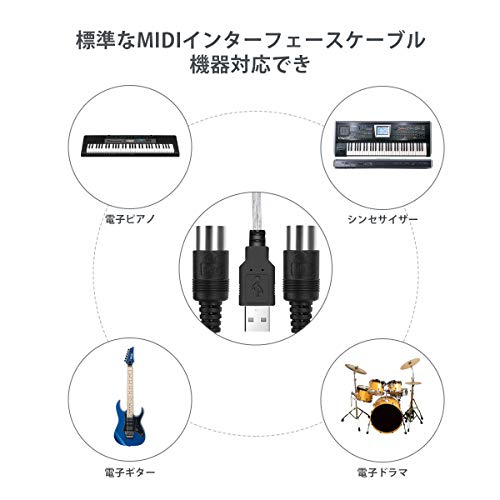 標準なMIDIインターフェースケーブル
機器対応でき
電子ピアノ
シンセサイザー
電子ギター
電子ドラマ